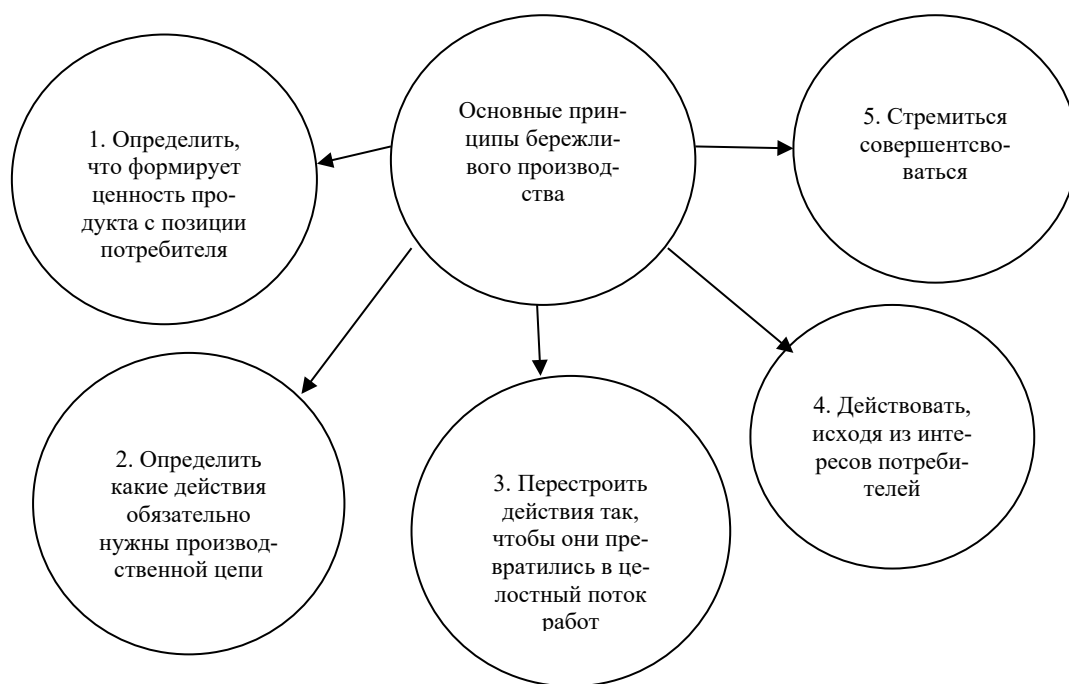 Основные прин-
ципы бережли-
вого производ-
ства
1. Определить,
что формирует
ценность про-
дукта с позиции
потребителя
2. Определить
какие действия
обязательно
нужны производ-
ственной цепи
3. Перестроить
действия так,
чтобы они пре-
вратились в це-
лостный поток
работ
4. Действовать,
исходя из инте-
ресов потреби-
телей
5. Стремиться
совершентсво-
ваться